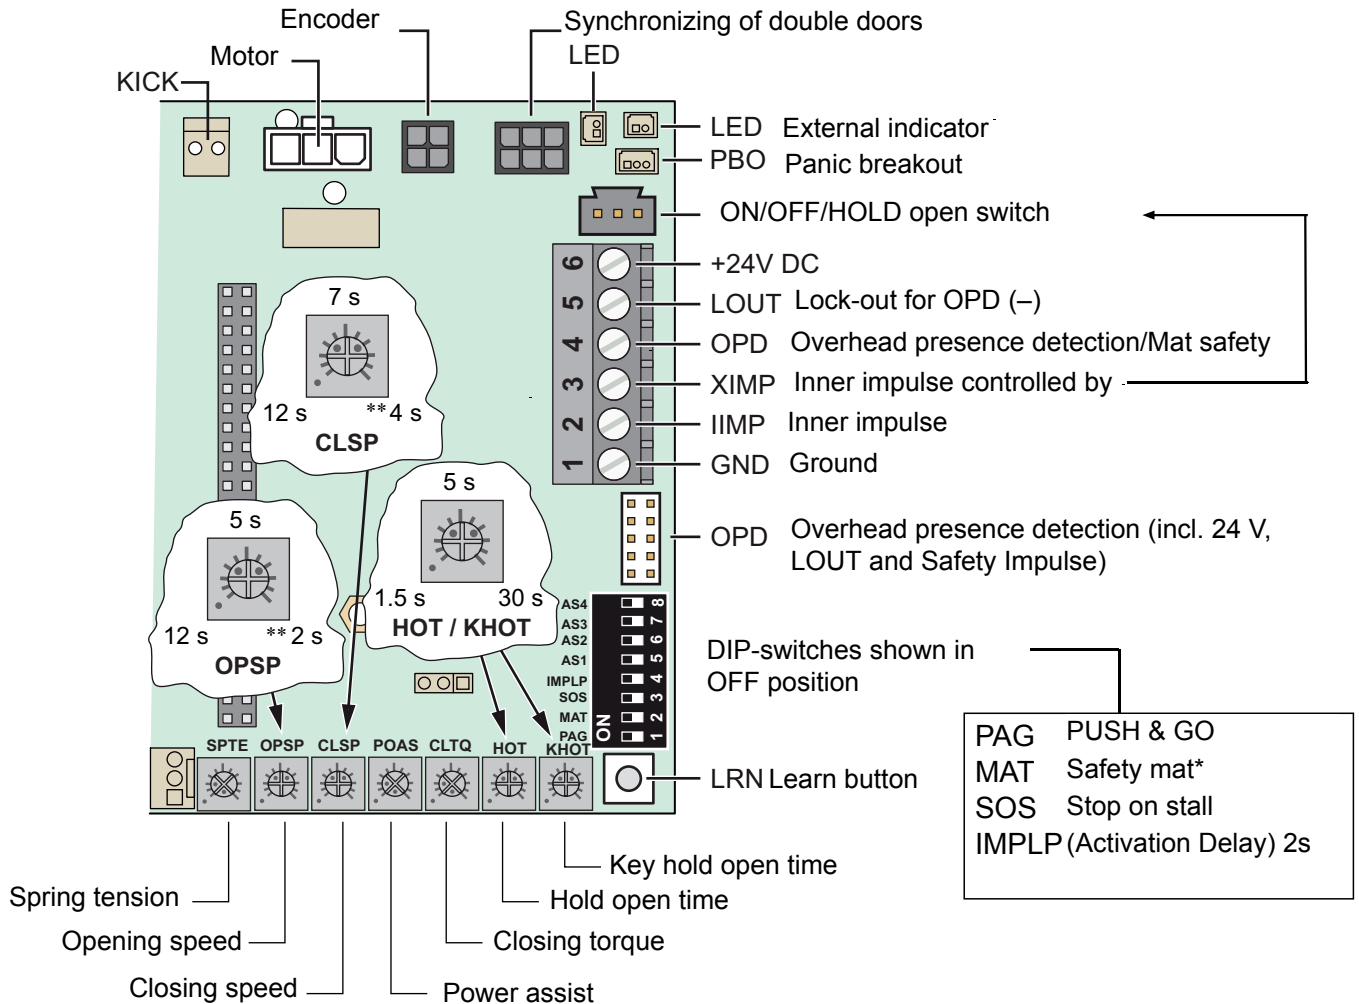 Encoder
Synchronizing of double doors
Motor
LED
KICK
LED External indicator
PBO Panic breakout
ON/OFF/HOLD open switch
6 +24V DC
5 LOUT Lock-out for OPD (–)
4 OPD Overhead presence detection/Mat safety
3 XIMP Inner impulse controlled by
2 IIMP Inner impulse
1 GND Ground
7 s
12 s **4 s
CLSP
5 s
1.5 s 30 s
HOT / KHOT
5 s
12 s ** 2 s
OPSP
OPD Overhead presence detection (incl. 24 V,
LOUT and Safety Impulse)
AS4 8
AS3 7
AS2 6
AS1 5
IMPLP 4
SOS 3
MAT 2
PAG 1
ON
DIP-switches shown in
OFF position
PAG PUSH & GO
MAT Safety mat*
SOS Stop on stall
IMPLP (Activation Delay) 2s
SPTE OPSP CLSP POAS CLTQ HOT KHOT
LRN Learn button
Key hold open time
Spring tension
Hold open time
Opening speed
Closing torque
Closing speed
Power assist